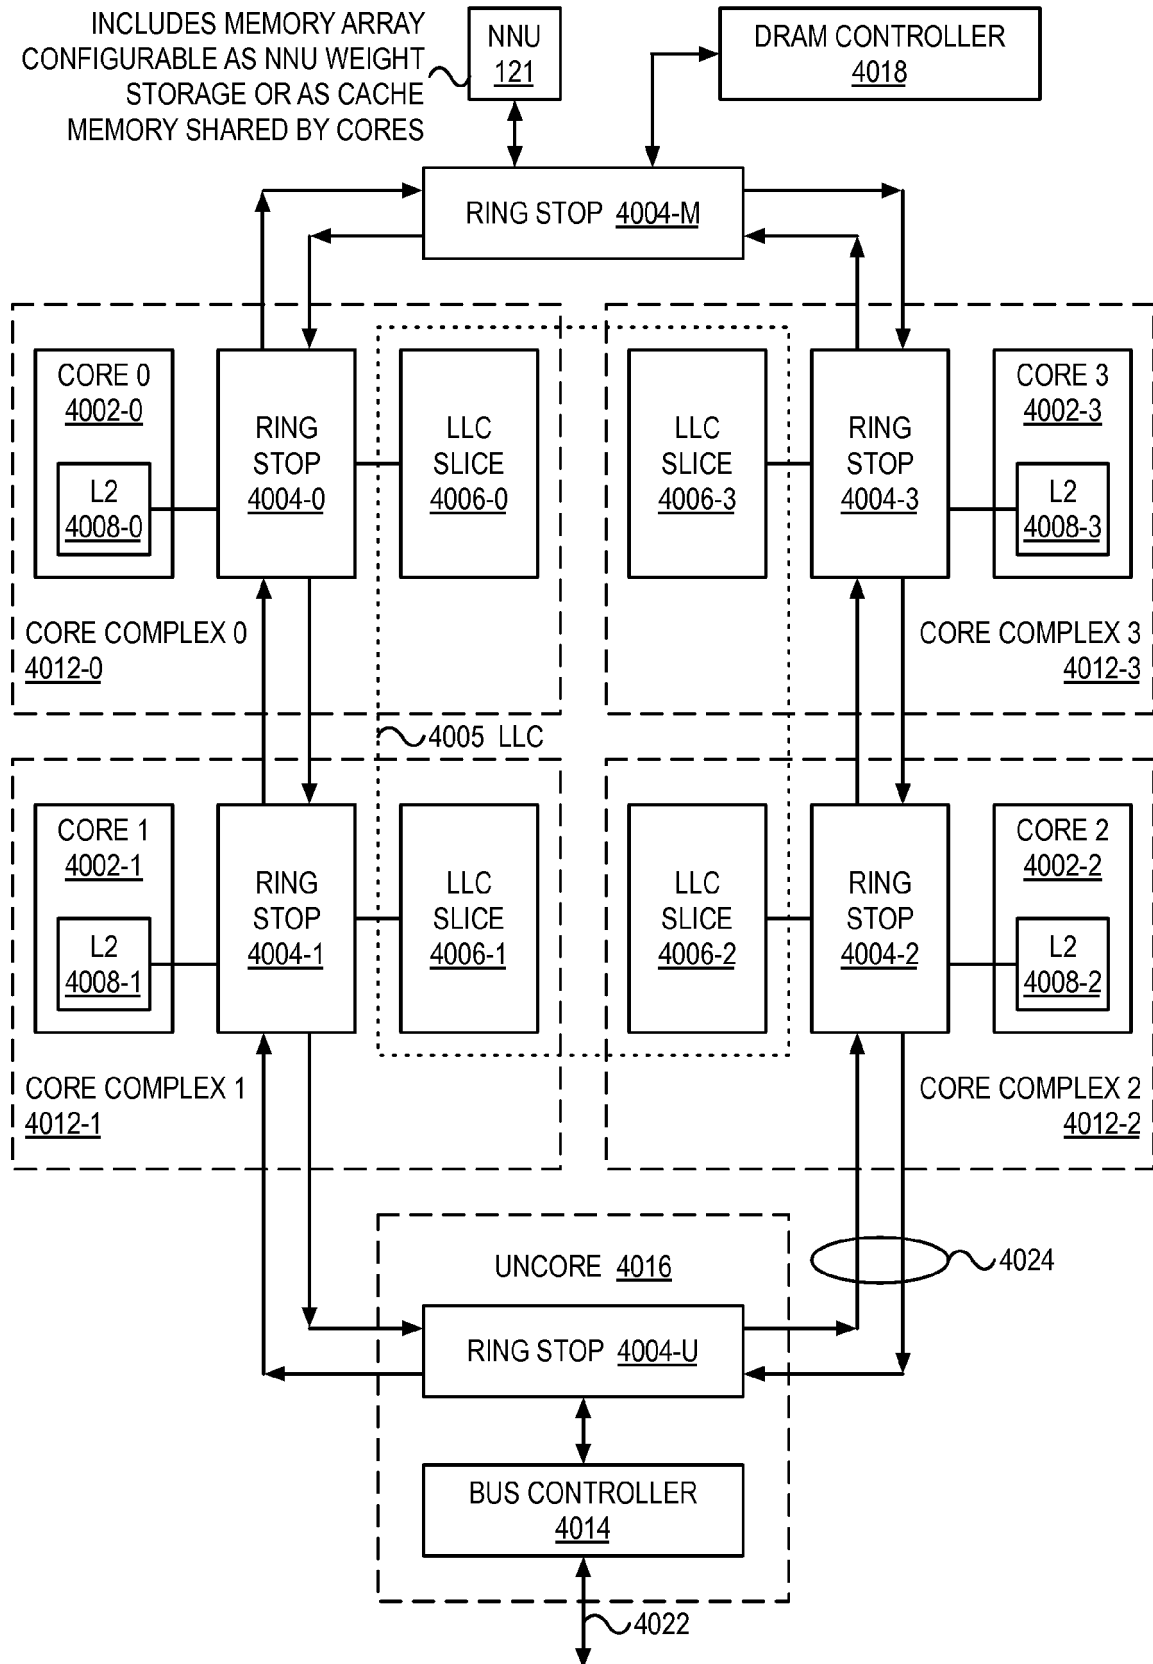 INCLUDES MEMORY ARRAY
CONFIGURABLE AS NNU WEIGHT
STORAGE OR AS CACHE
MEMORY SHARED BY CORES
NNU
121
DRAM CONTROLLER
4018
RING STOP 4004-M
CORE 0
4002-0
L2
4008-0
RING
STOP
4004-0
LLC
SLICE
4006-0
CORE COMPLEX 0
4012-0
LLC
SLICE
4006-3
RING
STOP
4004-3
CORE 3
4002-3
L2
4008-3
CORE COMPLEX 3
4012-3
4005 LLC
CORE 1
4002-1
L2
4008-1
RING
STOP
4004-1
LLC
SLICE
4006-1
CORE COMPLEX 1
4012-1
LLC
SLICE
4006-2
RING
STOP
4004-2
CORE 2
4002-2
L2
4008-2
CORE COMPLEX 2
4012-2
UNCORE 4016
4024
RING STOP 4004-U
BUS CONTROLLER
4014
4022